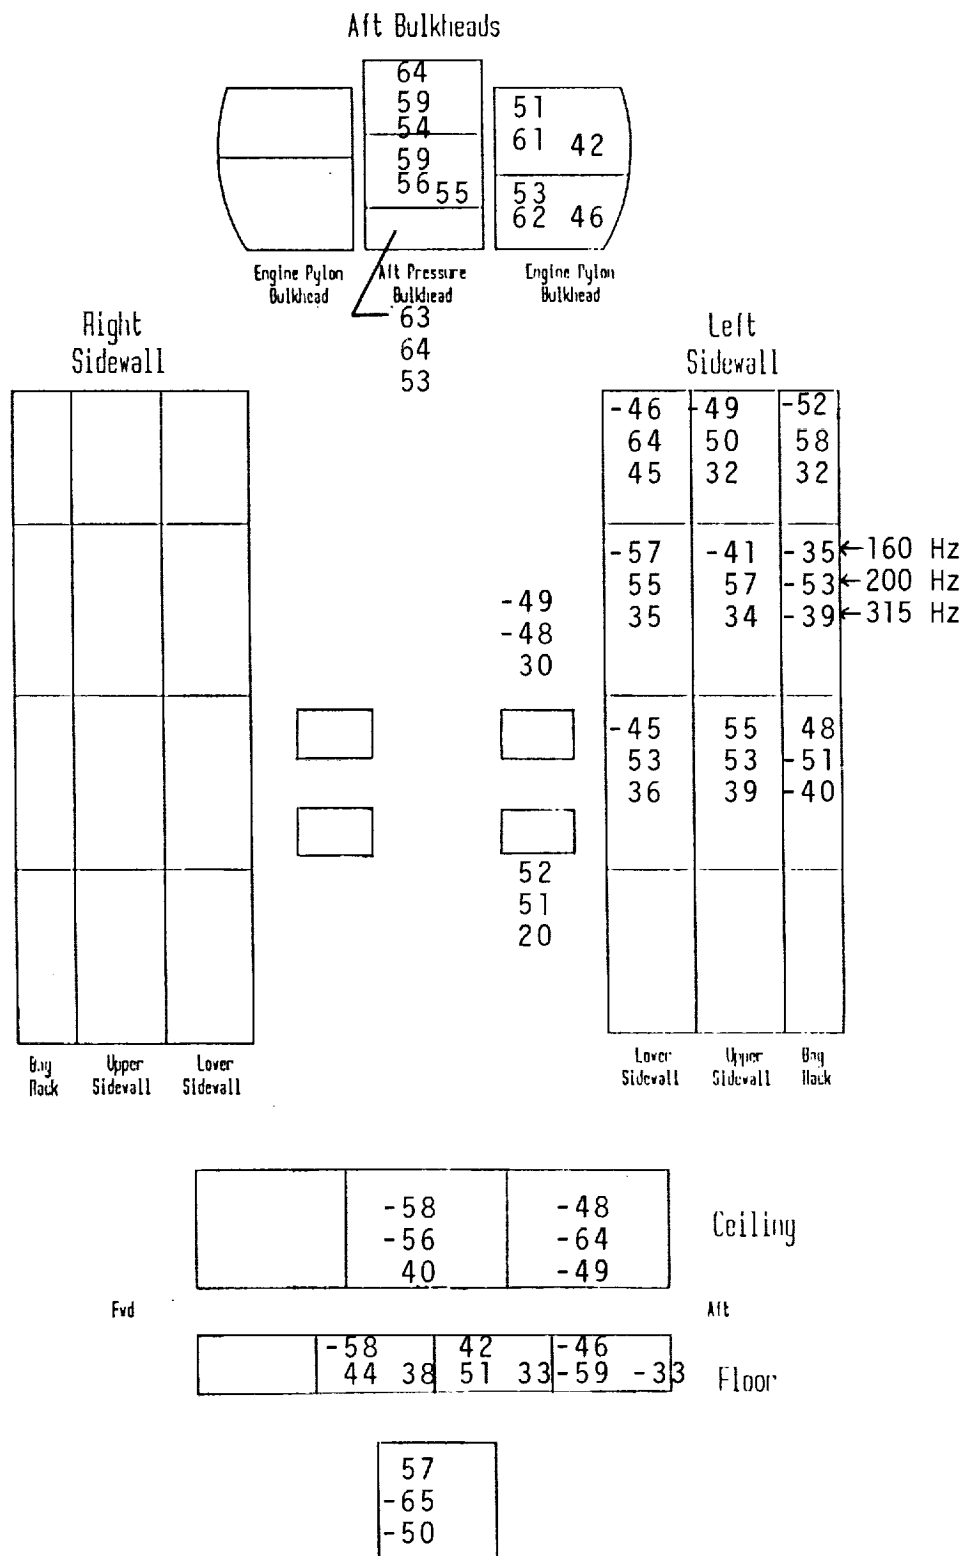 Aft Bulkheads
64
59
54
59
56 55
51
61 42
53
62 46
Engine Pylon
Bulkhead
Aft Pressure
Bulkhead
Engine Pylon
Bulkhead
63
64
53
Right
Sidewall
Left
Sidewall
-46 -49 -52
64 50 58
45 32 32
-57 -41 -35←160 Hz
55 57 -53←200 Hz
35 34 -39←315 Hz
-49
-48
30
-45 55 48
53 53 -51
36 39 -40
52
51
20
Bag
Rack
Upper
Sidewall
Lower
Sidewall
Lower
Sidewall
Upper
Sidewall
Bag
Rack
-58 -48
-56 -64
40 -49
Ceiling
Fwd Aft
-58 42 -46
44 38 51 33 -59 -33
Floor
57
-65
-50